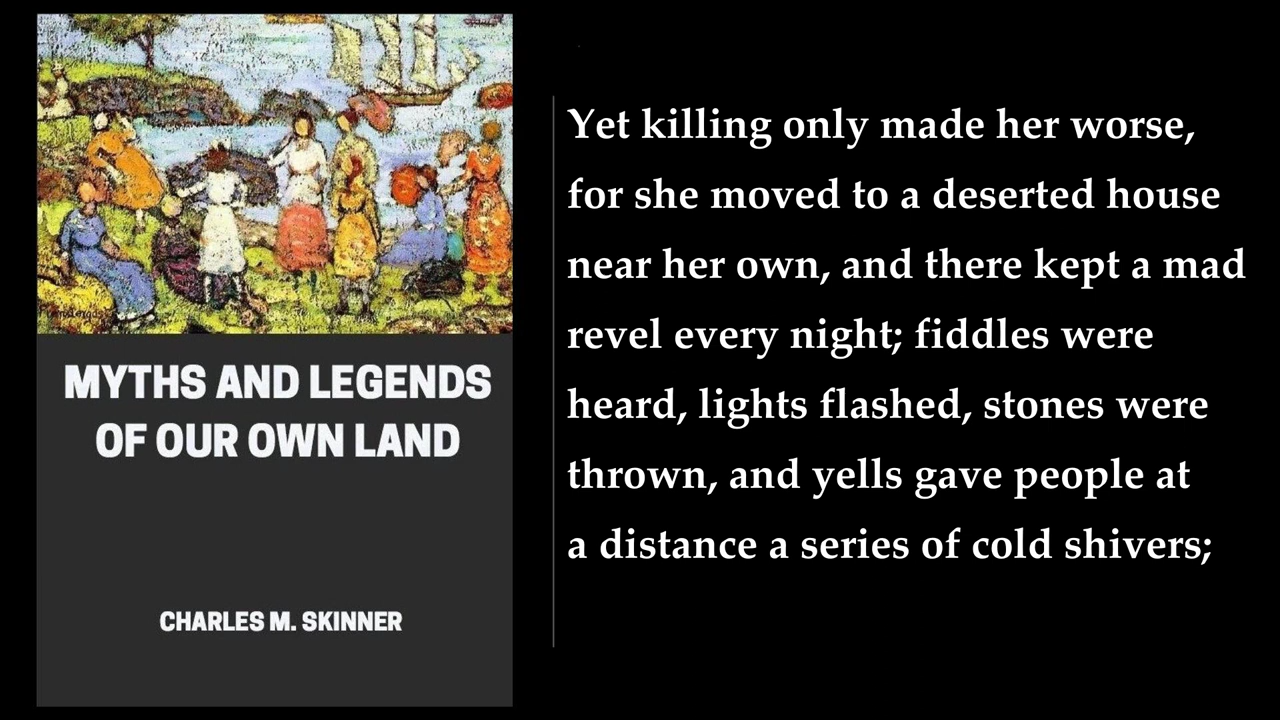 MYTHS AND LEGENDS
OF OUR OWN LAND
CHARLES M. SKINNER
Yet killing only made her worse,
for she moved to a deserted house
near her own, and there kept a mad
revel every night; fiddles were
heard, lights flashed, stones were
thrown, and yells gave people at
a distance a series of cold shivers;